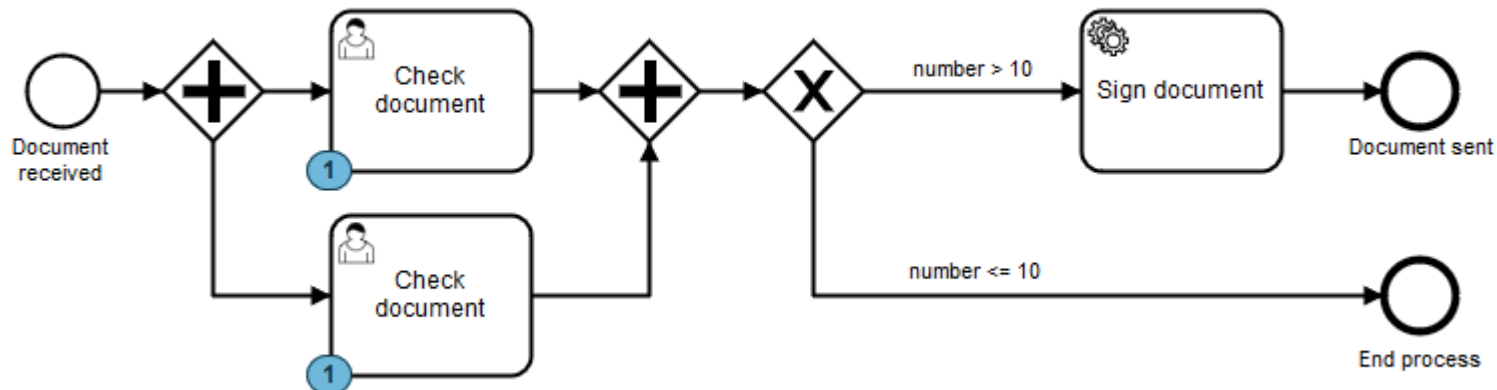 Document
received
Check
document
1
Check
document
1
number > 10
Sign document
Document sent
number <= 10
End process